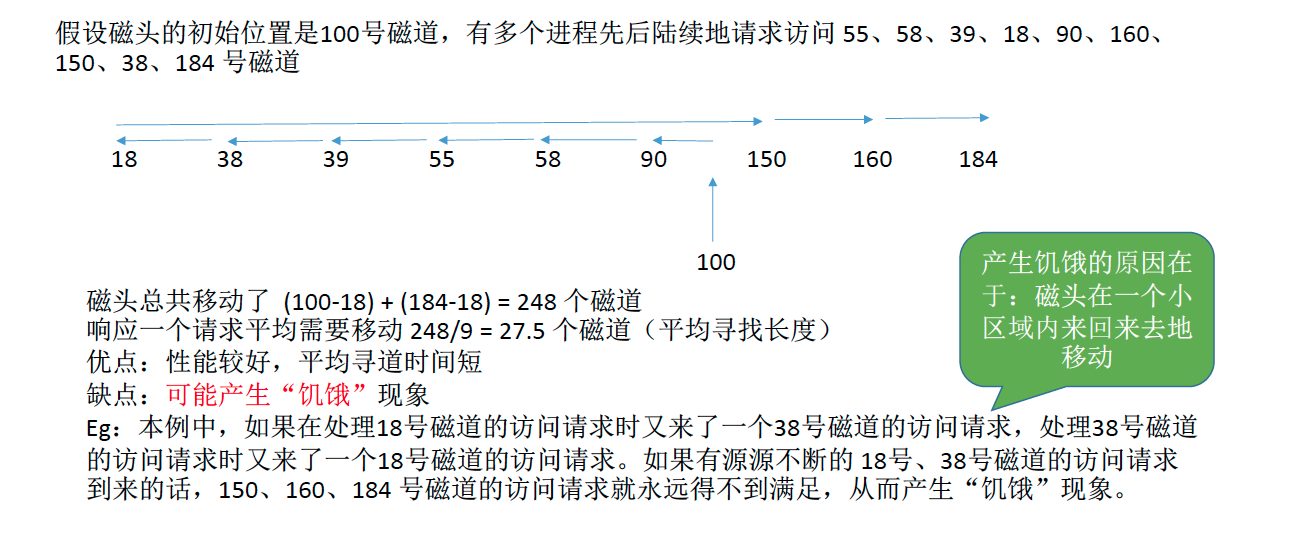 假设磁头的初始位置是100号磁道，有多个进程先后陆续地请求访问 55、58、39、18、90、160、
150、38、184 号磁道
18 38 39 55 58 90 150 160 184
100
产生饥饿的原因在
于：磁头在一个小
区域内来回来去地
移动
磁头总共移动了 (100-18) + (184-18) = 248 个磁道
响应一个请求平均需要移动 248/9 = 27.5 个磁道（平均寻找长度）
优点：性能较好，平均寻道时间短
缺点：可能产生“饥饿”现象
Eg：本例中，如果在处理18号磁道的访问请求时又来了一个38号磁道的访问请求，处理38号磁道
的访问请求时又来了一个18号磁道的访问请求。如果有源源不断的 18号、38号磁道的访问请求
到来的话，150、160、184 号磁道的访问请求就永远得不到满足，从而产生“饥饿”现象。